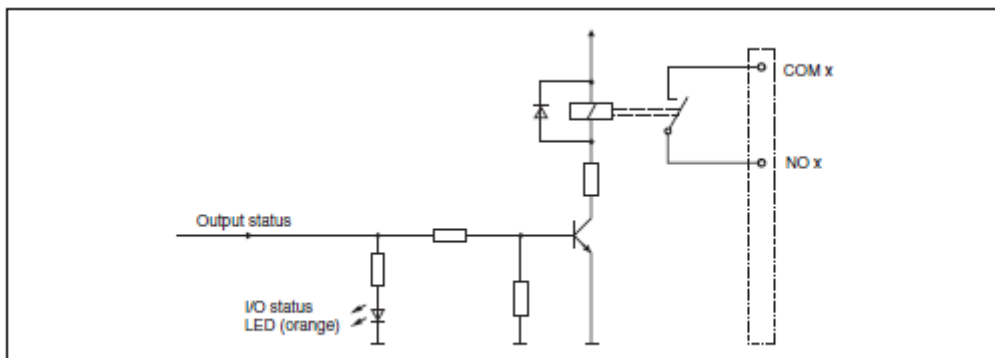 COM x
NO x
Output status
I/O status
LED (orange)